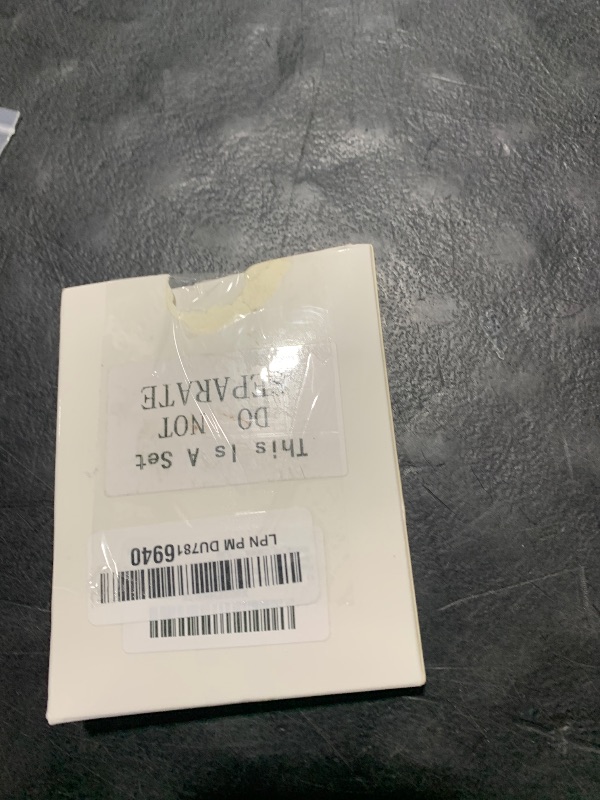 LPN PM DU7816940
This Is A Set
DO NOT
SEPARATE